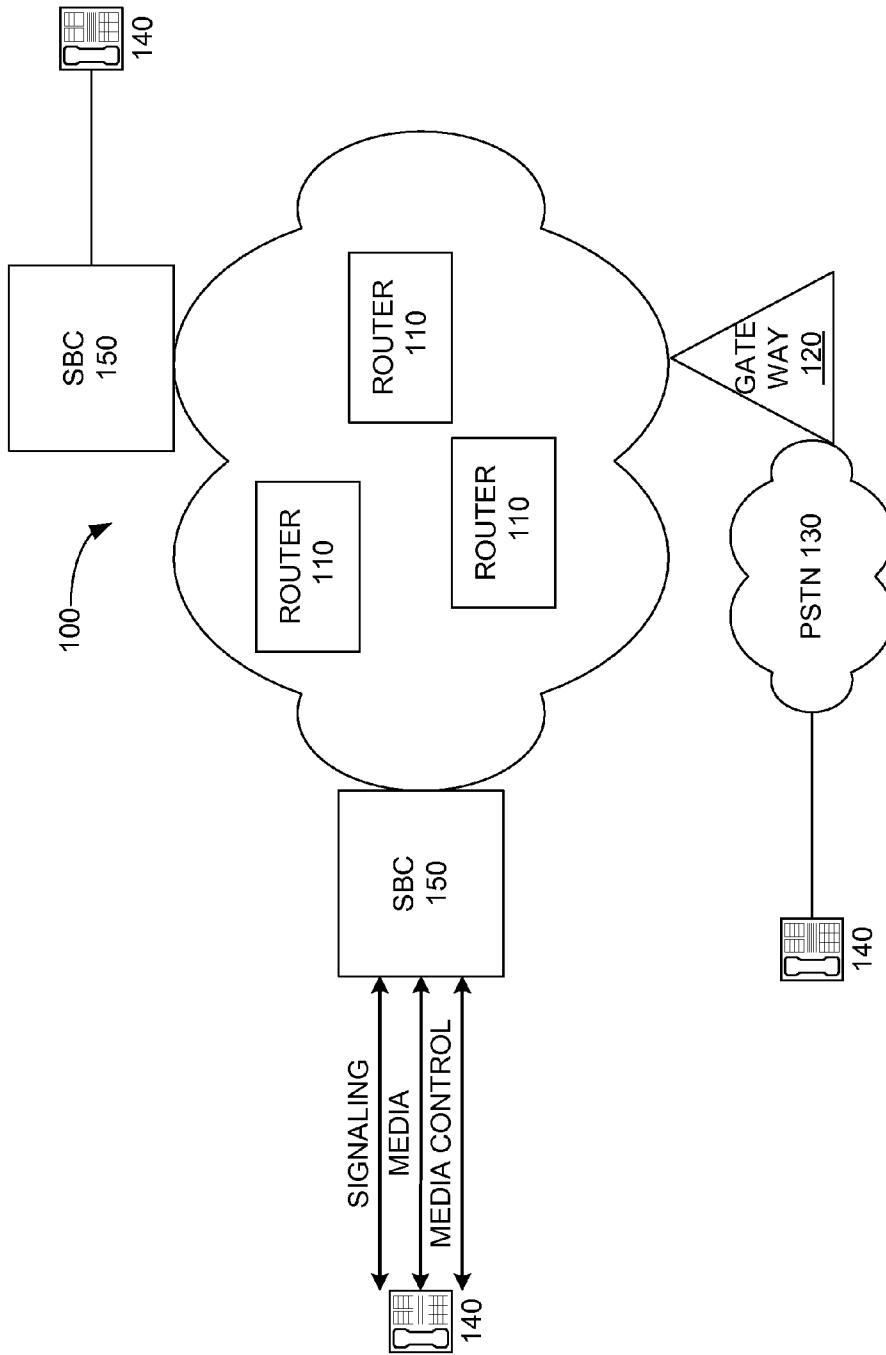 100
SBC
150
140
ROUTER
110
ROUTER
110
ROUTER
110
SBC
150
SIGNALING
MEDIA
MEDIA CONTROL
140
GATE
WAY
120
PSTN 130
140